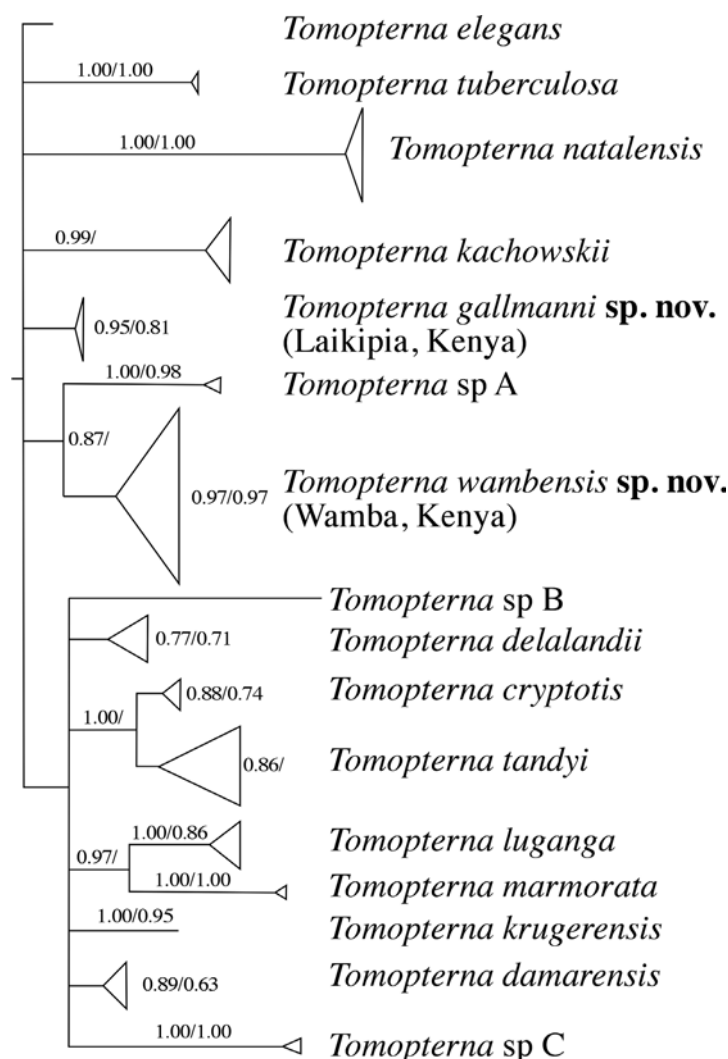 Tomopterna elegans
1.00/1.00 Tomopterna tuberculosa
1.00/1.00 Tomopterna natalensis
0.99/ Tomopterna kachowskii
0.95/0.81 Tomopterna gallmanni sp. nov.
(Laikipia, Kenya)
1.00/0.98 Tomopterna sp A
0.87/
0.97/0.97 Tomopterna wambensis sp. nov.
(Wamba, Kenya)
Tomopterna sp B
0.77/0.71 Tomopterna delalandii
0.88/0.74 Tomopterna cryptotis
1.00/
0.86/ Tomopterna tandyi
1.00/0.86 Tomopterna luganga
0.97/
1.00/1.00 Tomopterna marmorata
1.00/0.95 Tomopterna krugerensis
0.89/0.63 Tomopterna damarensis
1.00/1.00 Tomopterna sp C